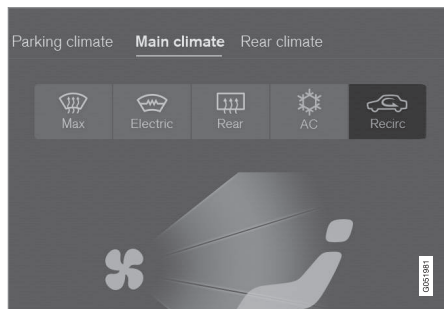 Parking climate Main climate Rear climate
Max Electric Rear AC Recirc
G051981